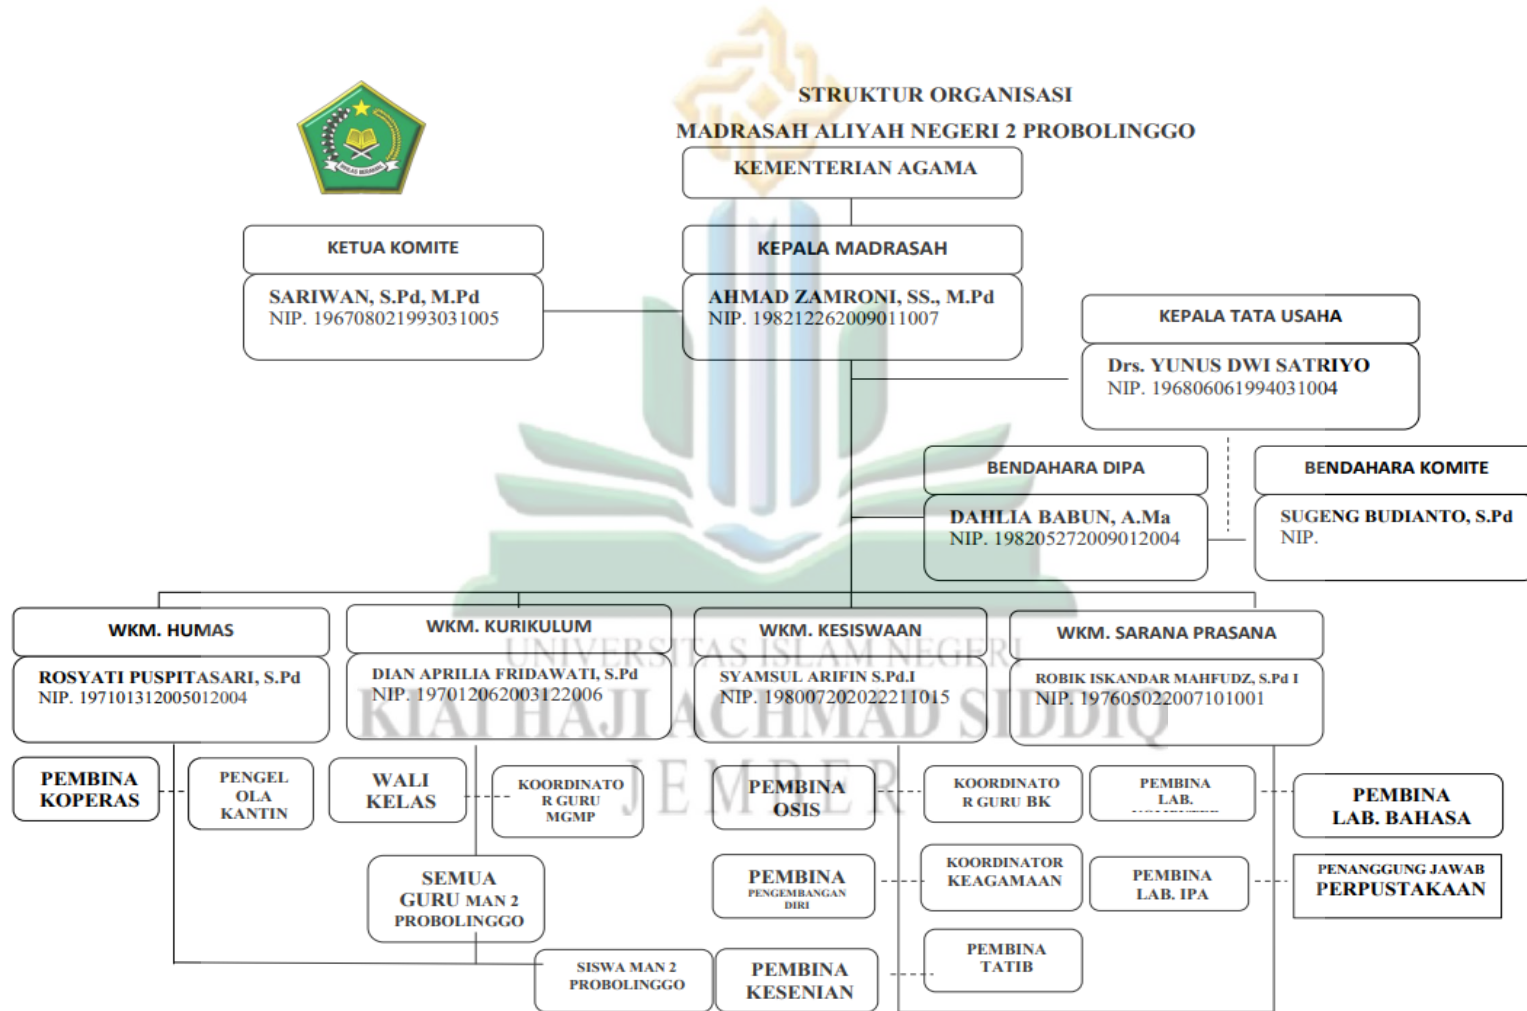 STRUKTUR ORGANISASI
MADRASAH ALIYAH NEGERI 2 PROBOLINGGO
KEMENTERIAN AGAMA
KETUA KOMITE
SARIWAN, S.Pd, M.Pd
NIP. 196708021993031005
KEPALA MADRASAH
AHMAD ZAMRONI, SS., M.Pd
NIP. 198212262009011007
KEPALA TATA USAHA
Drs. YUNUS DWI SATRIYO
NIP. 196806061994031004
BENDAHARA DIPA
DAHLIA BABUN, A.Ma
NIP. 198205272009012004
BENDAHARA KOMITE
SUGENG BUDIANTO, S.Pd
NIP.
WKM. HUMAS
ROSYATI PUSPITASARI, S.Pd
NIP. 197101312005012004
WKM. KURIKULUM
DIAN APRILIA FRIDAWATI, S.Pd
NIP. 197012062003122006
WKM. KESISWAAN
SYAMSUL ARIFIN S.Pd.I
NIP. 198007202022211015
WKM. SARANA PRASANA
ROBIK ISKANDAR MAHFUDZ, S.Pd I
NIP. 197605022007101001
UNIVERSITAS ISLAM NEGERI
KIAI HAJI ACHMAD SIDDIQ
JEMBER
PEMBINA
KOPERAS
PENGEL
OLA
KANTIN
WALI
KELAS
KOORDINATO
R GURU
MGMP
PEMBINA
OSIS
KOORDINATO
R GURU BK
PEMBINA
LAB.
PEMBINA
LAB. BAHASA
SEMUA
GURU MAN 2
PROBOLINGGO
PEMBINA
PENGEMBANGAN
DIRI
KOORDINATOR
KEAGAMAAN
PEMBINA
LAB. IPA
PENANGGUNG JAWAB
PERPUSTAKAAN
SISWA MAN 2
PROBOLINGGO
PEMBINA
KESENIAN
PEMBINA
TATIB